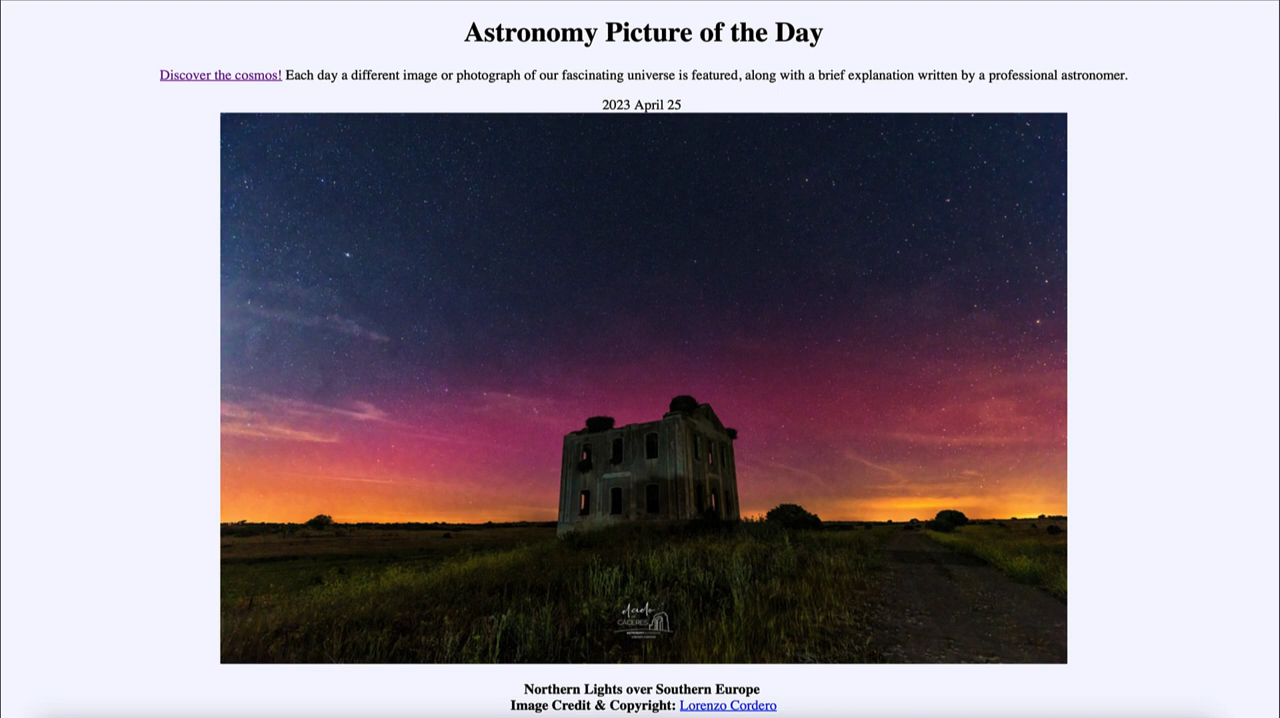 Astronomy Picture of the Day
Discover the cosmos! Each day a different image or photograph of our fascinating universe is featured, along with a brief explanation written by a professional astronomer.
2023 April 25
CÁCERES
Northern Lights over Southern Europe
Image Credit & Copyright: Lorenzo Cordero